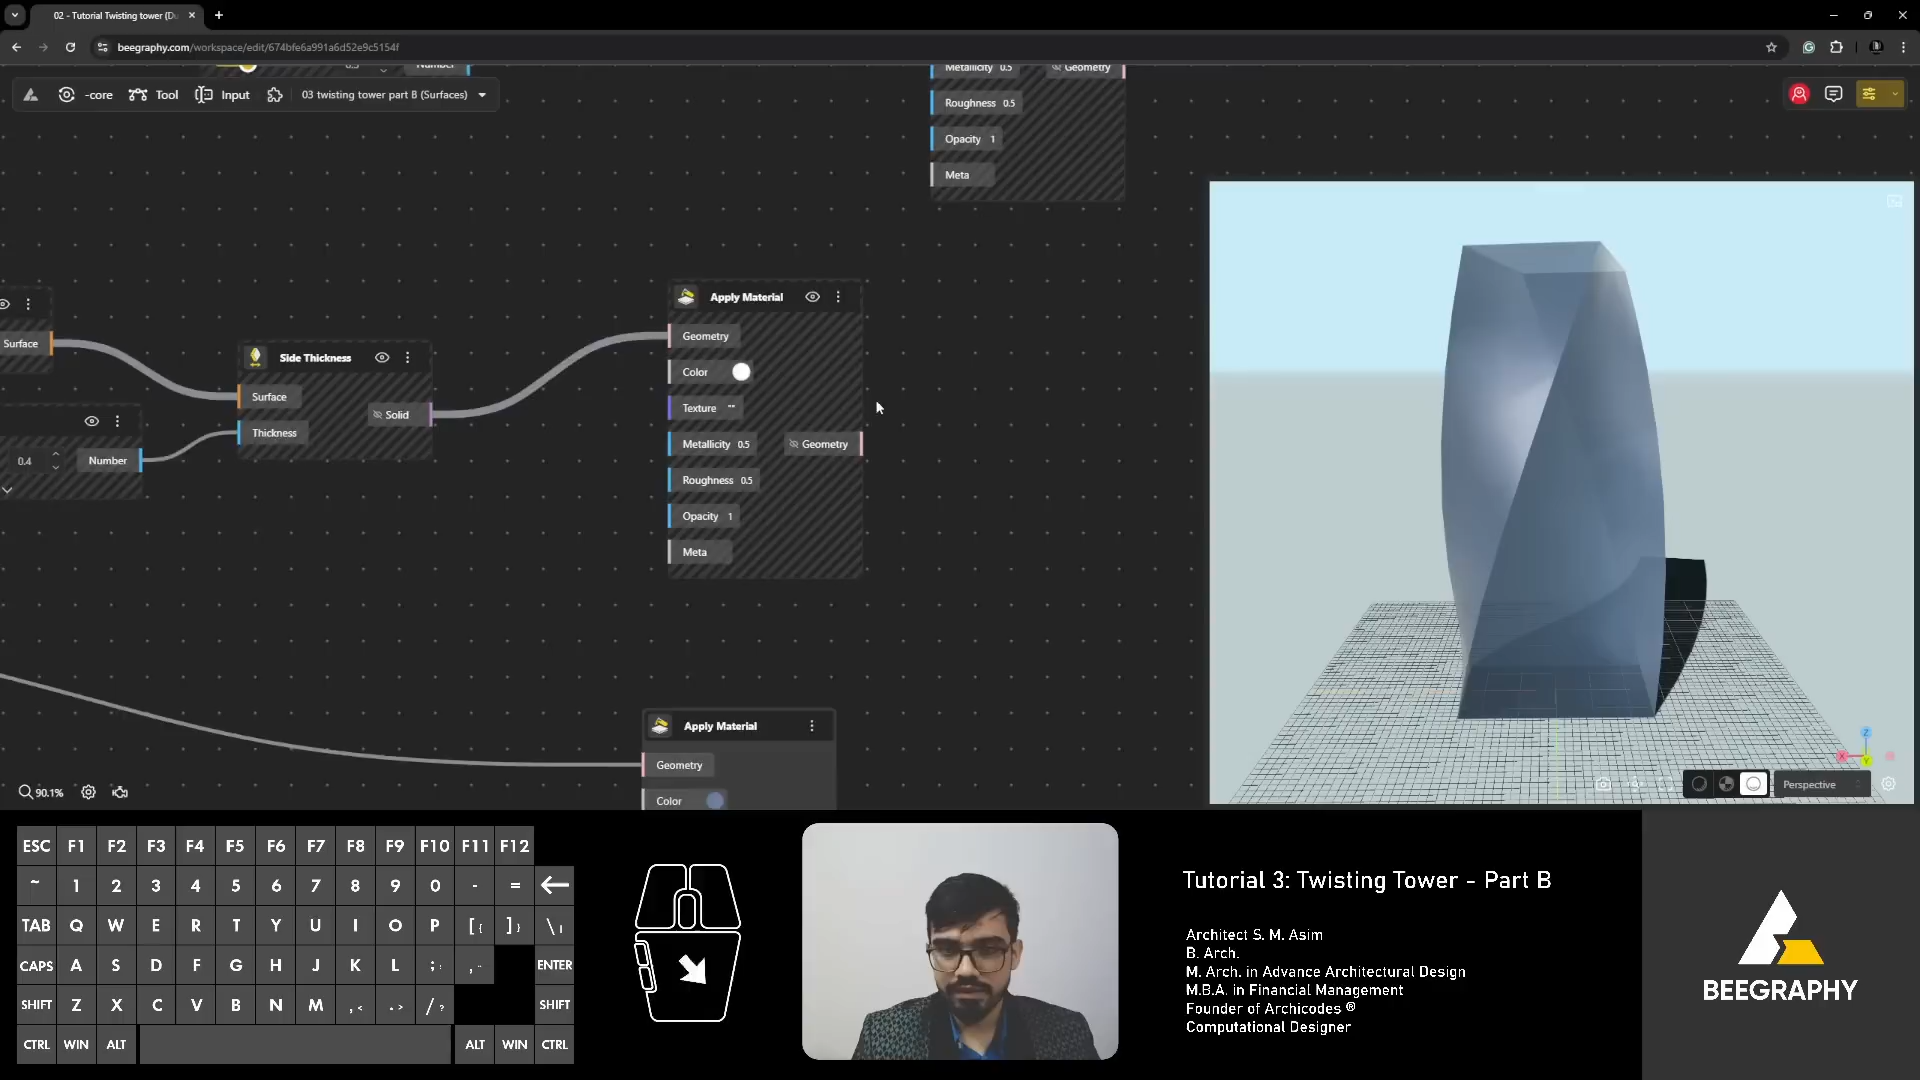 02 - Tutorial Twisting tower (Du
beegraphy.com/workspace/edit/674bfe6a991a6d52e9c5154f
0.5
Number
-core
Tool
Input
03 twisting tower part B (Surfaces)
Metallicity 0.5
Geometry
Roughness 0.5
Opacity 1
Meta
Surface
0.4
Number
Side Thickness
Surface
Thickness
Solid
Apply Material
Geometry
Color
Texture ""
Metallicity 0.5
Geometry
Roughness 0.5
Opacity 1
Meta
Apply Material
Geometry
Color
90.1%
Z
X
Y
Perspective
ESC F1 F2 F3 F4 F5 F6 F7 F8 F9 F10 F11 F12
~ 1 2 3 4 5 6 7 8 9 0 - =
TAB Q W E R T Y U I O P [ { ] } \ |
CAPS A S D F G H J K L ; : ENTER
SHIFT Z X C V B N M , < . > / ? SHIFT
CTRL WIN ALT ALT WIN CTRL
Tutorial 3: Twisting Tower - Part B
Architect S. M. Asim
B. Arch.
M. Arch. in Advance Architectural Design
M.B.A. in Financial Management
Founder of Archicodes ®
Computational Designer
BEEGRAPHY